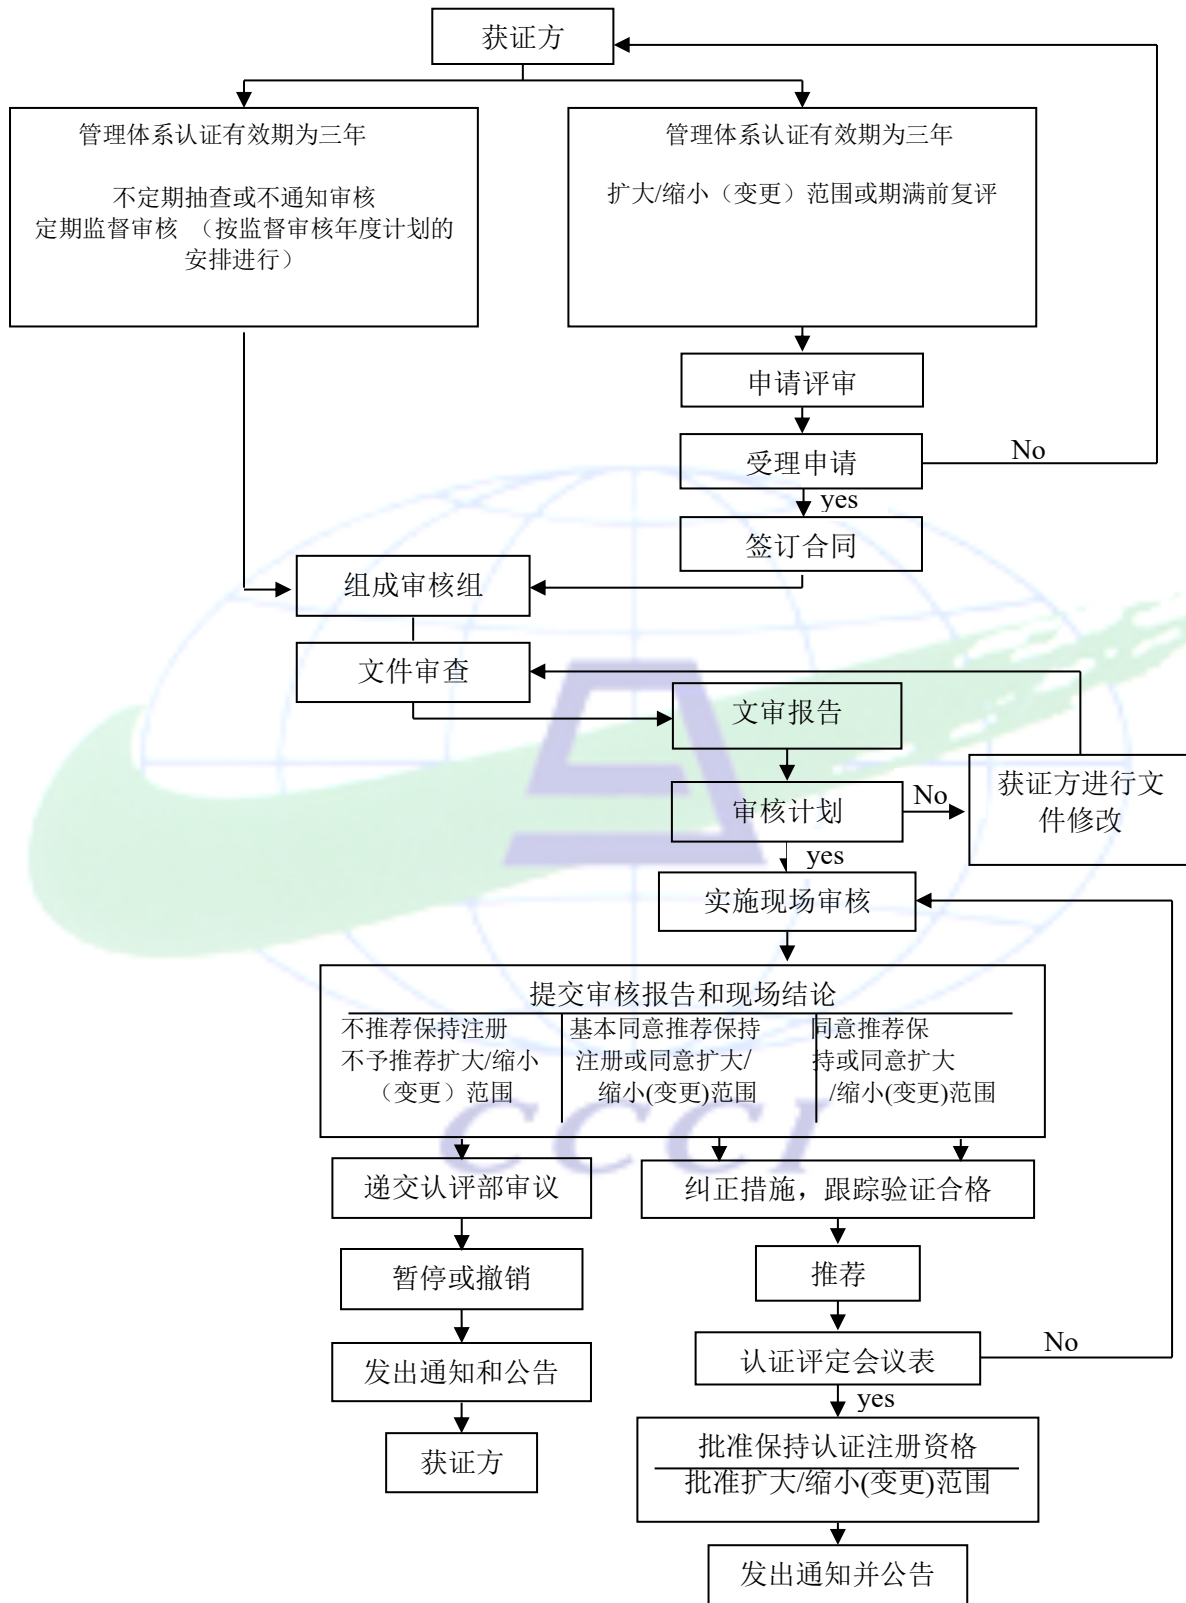 获证方
管理体系认证有效期为三年
不定期抽查或不通知审核
定期监督审核 （按监督审核年度计划的
安排进行）
管理体系认证有效期为三年
扩大/缩小（变更）范围或期满前复评
申请评审
受理申请
No
yes
签订合同
组成审核组
文件审查
文审报告
审核计划
No
获证方进行文
件修改
yes
实施现场审核
提交审核报告和现场结论
不推荐保持注册
不予推荐扩大/缩小
（变更）范围
基本同意推荐保持
注册或同意扩大/
缩小(变更)范围
同意推荐保
持或同意扩大
/缩小(变更)范围
CCCI
递交认评部审议
纠正措施，跟踪验证合格
暂停或撤销
推荐
发出通知和公告
认证评定会议表
No
yes
获证方
批准保持认证注册资格
批准扩大/缩小(变更)范围
发出通知并公告